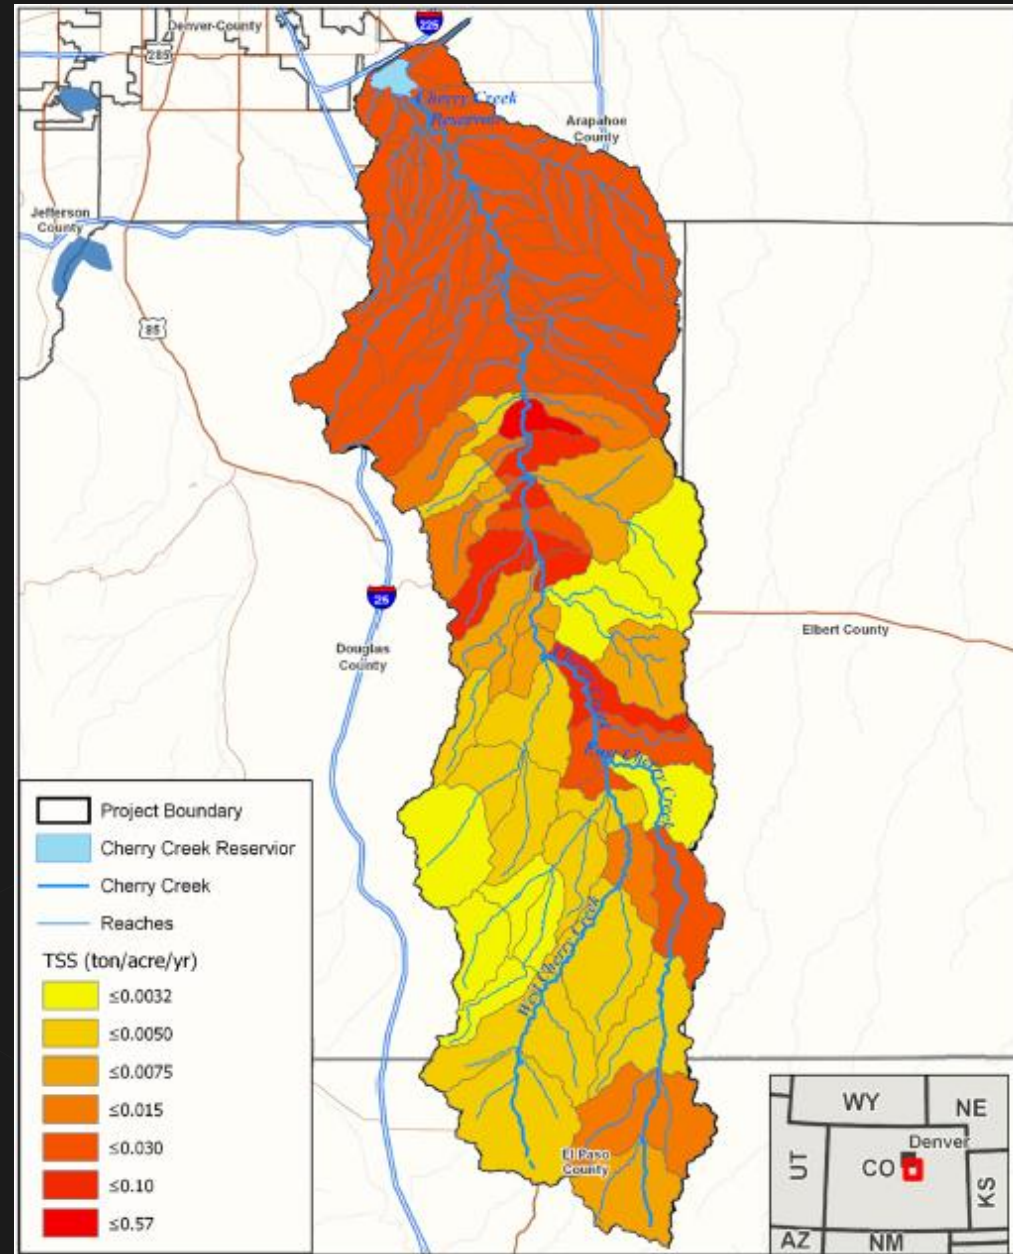 225
Denver County
285
Cherry Creek
Reservoir
Arapahoe
County
Jefferson
County
85
25
Elbert County
Douglas
County
East Cherry Creek
West Cherry Creek
El Paso
County
Project Boundary
Cherry Creek Reservior
Cherry Creek
Reaches
TSS (ton/acre/yr)
≤0.0032
≤0.0050
≤0.0075
≤0.015
≤0.030
≤0.10
≤0.57
WY
NE
Denver
UT
CO
KS
AZ
NM